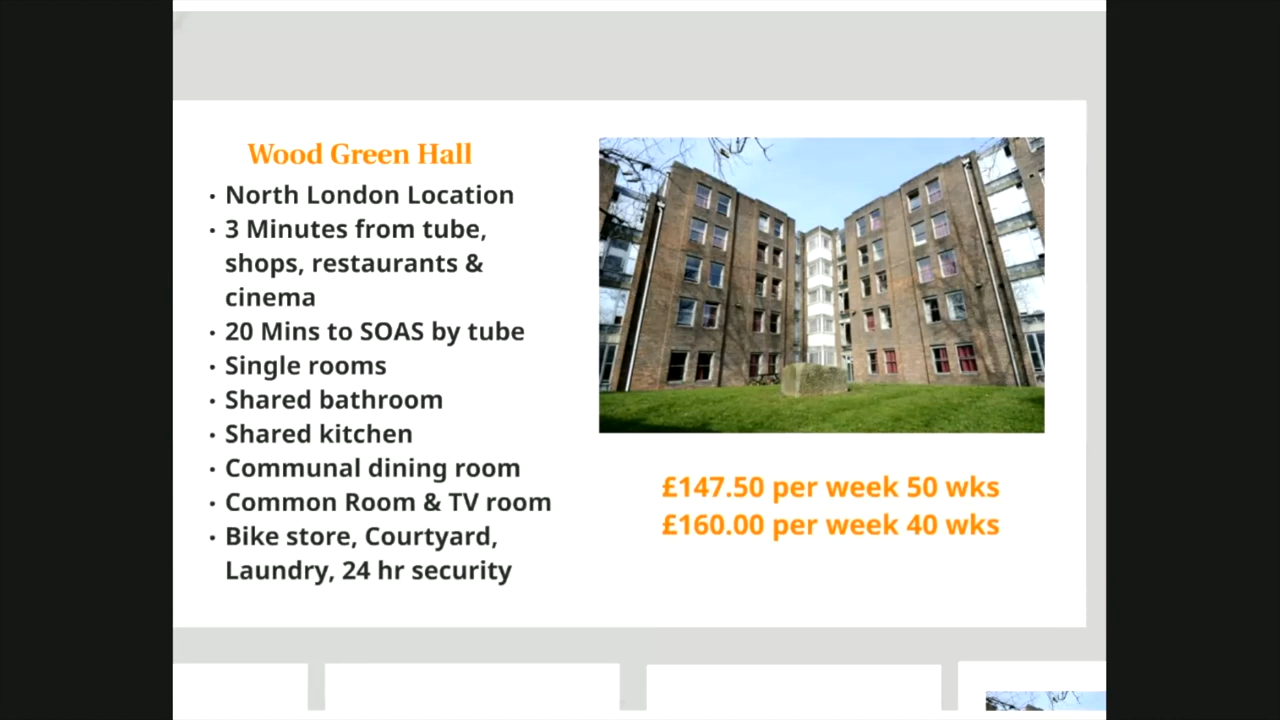 Wood Green Hall
• North London Location
• 3 Minutes from tube,
shops, restaurants &
cinema
• 20 Mins to SOAS by tube
• Single rooms
• Shared bathroom
• Shared kitchen
• Communal dining room
• Common Room & TV room
• Bike store, Courtyard,
Laundry, 24 hr security
£147.50 per week 50 wks
£160.00 per week 40 wks